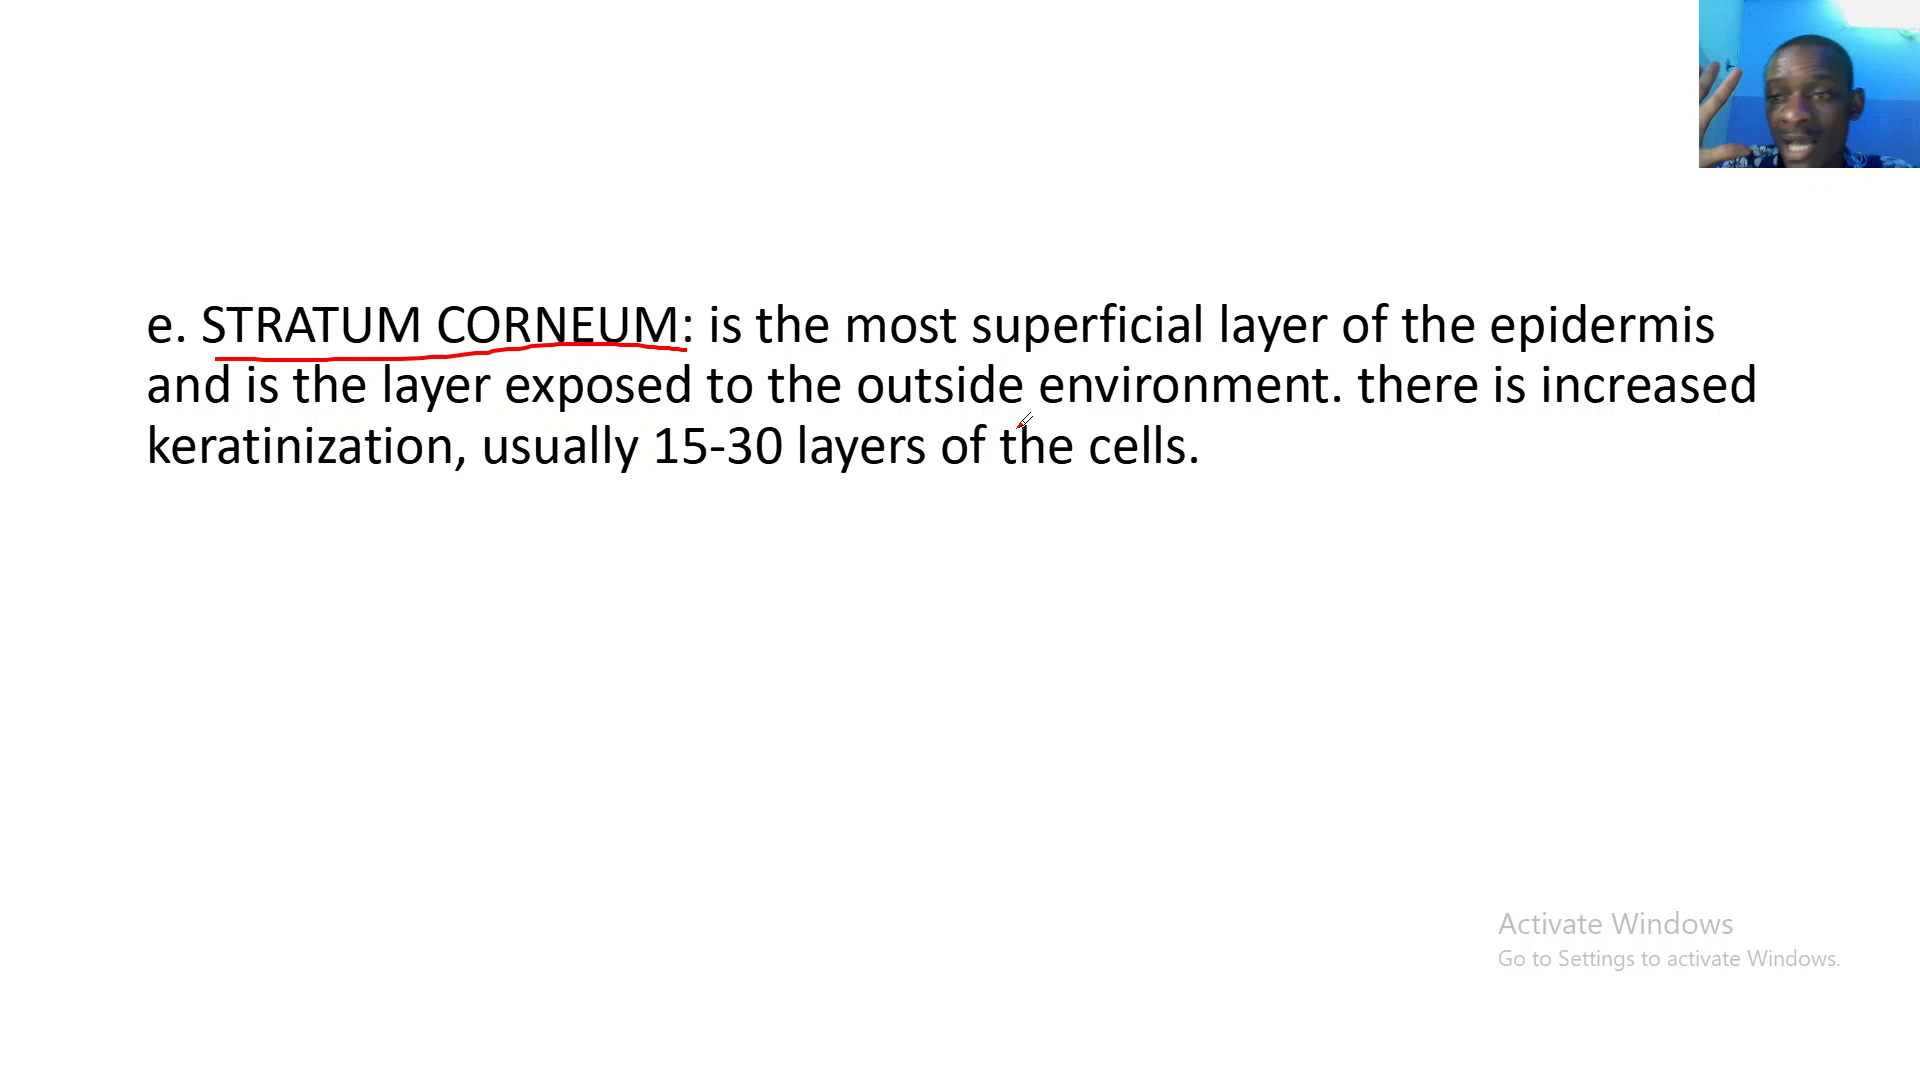 e. STRATUM CORNEUM: is the most superficial layer of the epidermis
and is the layer exposed to the outside environment. there is increased
keratinization, usually 15-30 layers of the cells.
Activate Windows
Go to Settings to activate Windows.